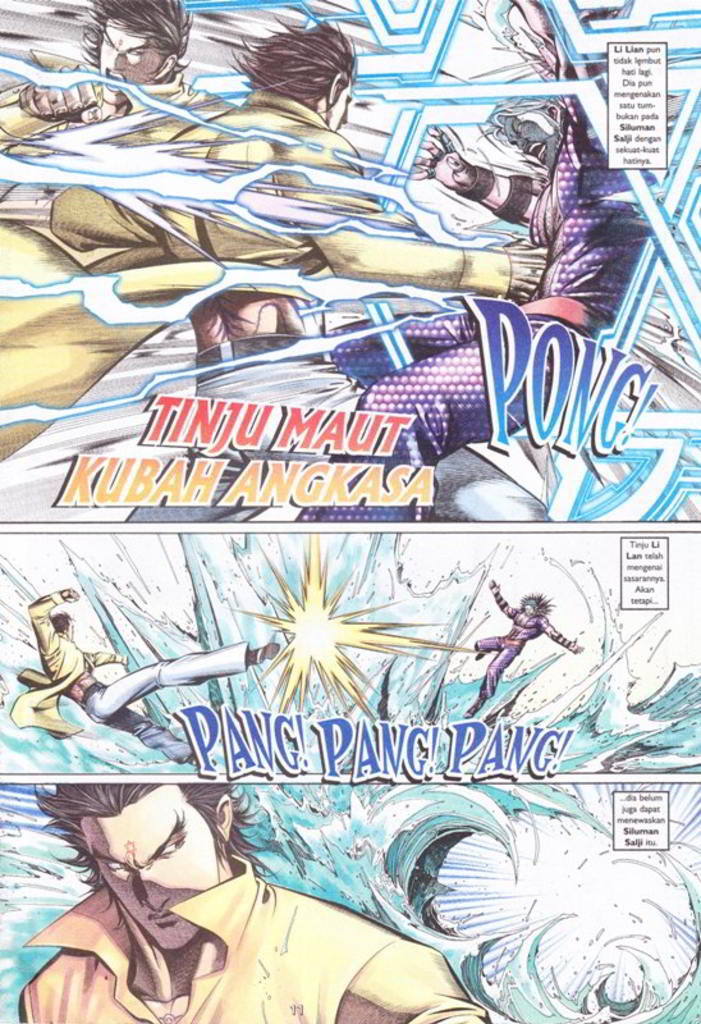 Li Lian pun
tidak lembut
hati lagi.
Dia pun
mengenakan
satu tum-
bukan pada
Siluman
Salji dengan
sekuat-kuat
hatinya.
PONG!
TINJU MAUT
KUBAH ANGKASA
Tinju Li
Lan telah
mengenai
sasarannya.
Akan
tetapi...
PANG! PANG! PANG!
...dia belum
juga dapat
menewaskan
Siluman
Salji itu.
11